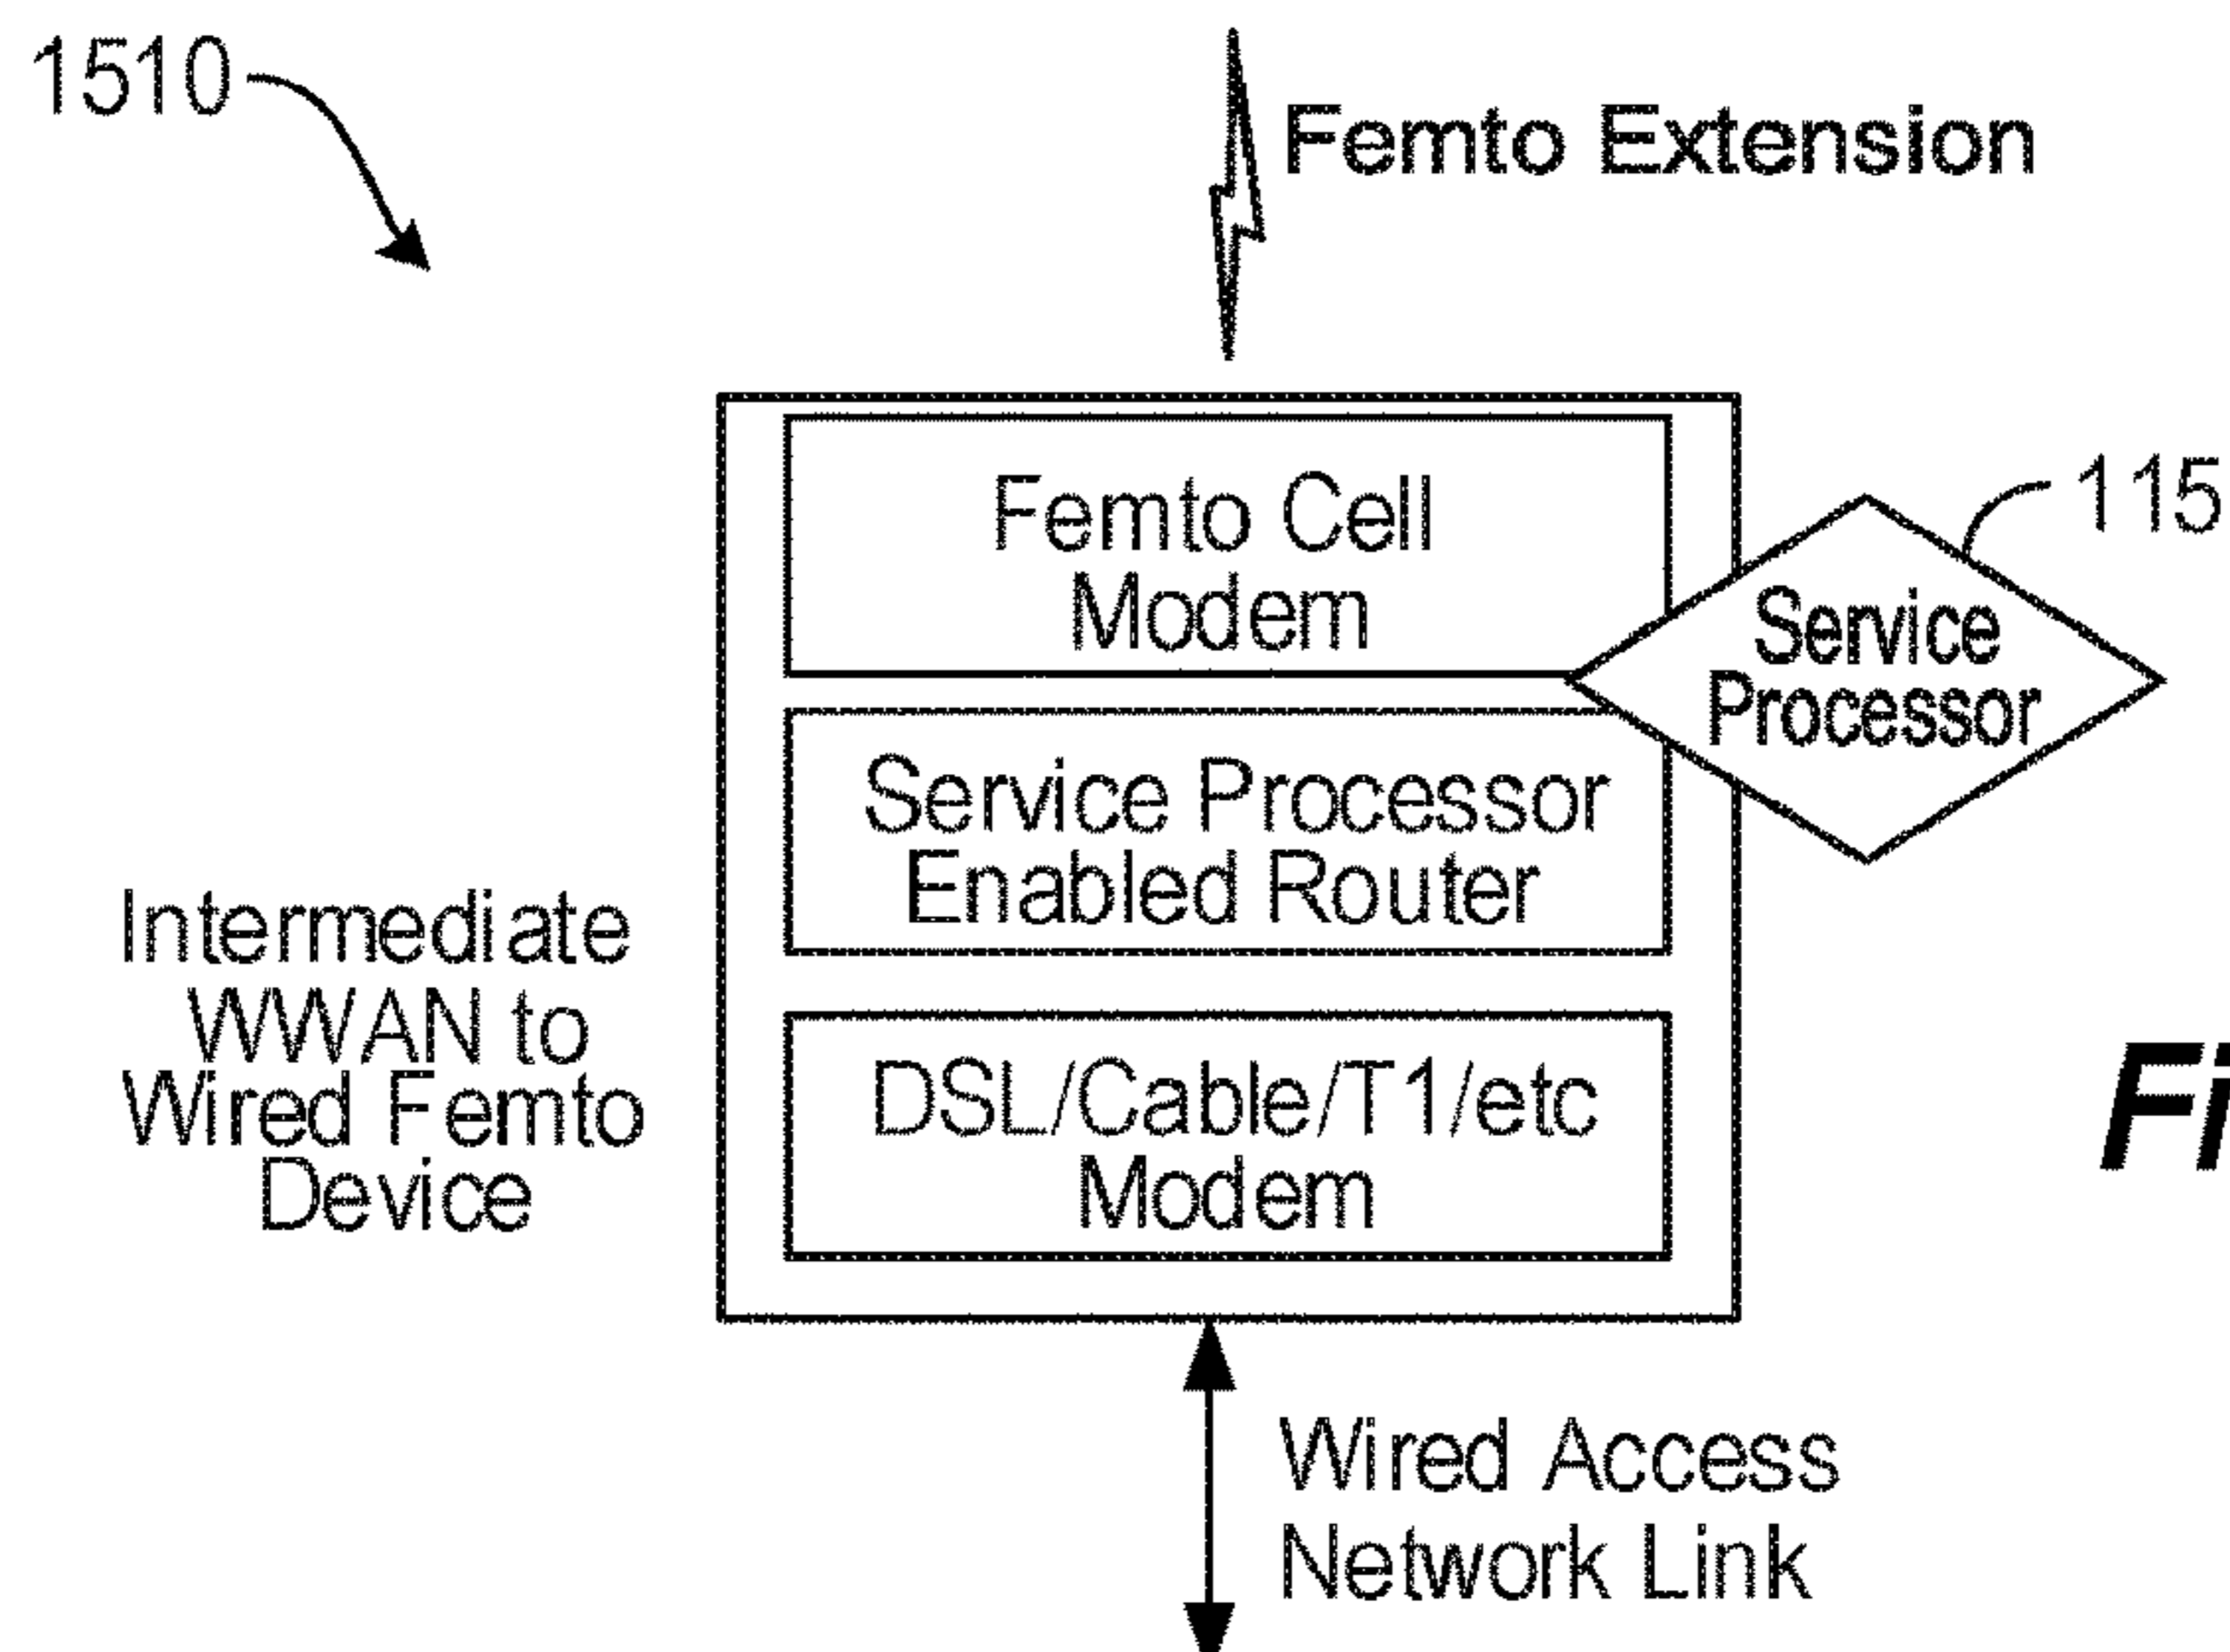 1510
Femto Extension
Femto Cell
Modem
115
Service
Processor
Service Processor
Enabled Router
Intermediate
WWAN to
Wired Femto
Device
DSL/Cable/T1/etc
Modem
Fi
Wired Access
Network Link